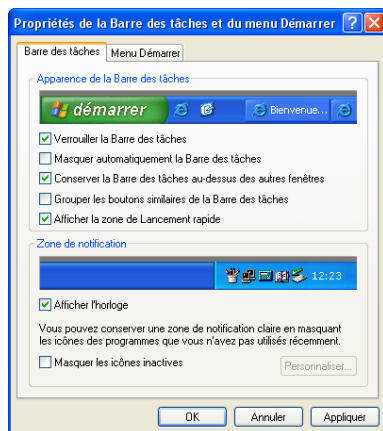 Propriétés de la Barre des tâches et du menu Démarrer
Barre des tâches
Menu Démarrer
Apparence de la Barre des tâches
démarrer
Bienvenue...
Verrouiller la Barre des tâches
Masquer automatiquement la Barre des tâches
Conserver la Barre des tâches au-dessus des autres fenêtres
Grouper les boutons similaires de la Barre des tâches
Afficher la zone de Lancement rapide
Zone de notification
12:23
Afficher l'horloge
Vous pouvez conserver une zone de notification claire en masquant
les icônes des programmes que vous n'avez pas utilisés récemment.
Masquer les icônes inactives
Personnaliser...
OK
Annuler
Appliquer